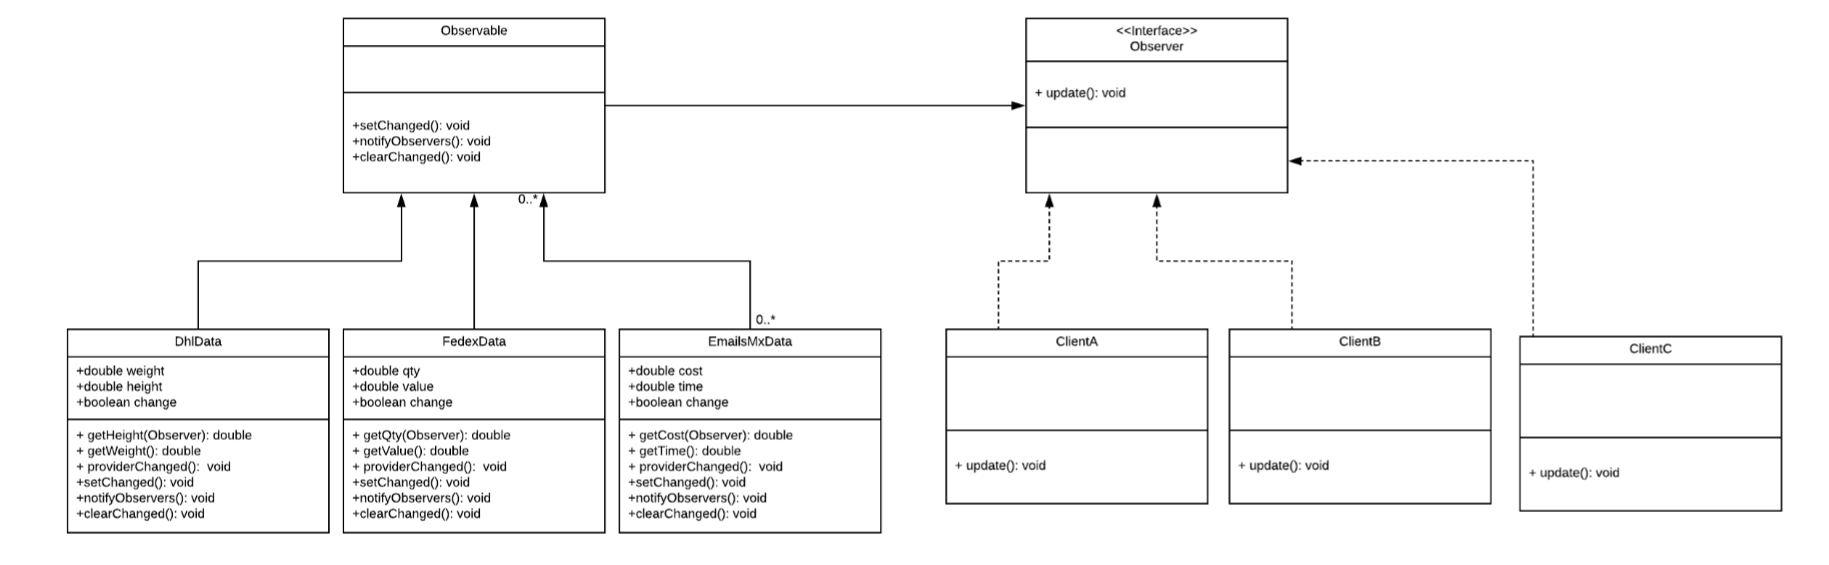 Observable
+setChanged(): void
+notifyObservers(): void
+clearChanged(): void
0..*
<<Interface>>
Observer
+ update(): void
0..*
DhlData
+double weight
+double height
+boolean change
+ getHeight(Observer): double
+ getWeight(): double
+ providerChanged(): void
+setChanged(): void
+notifyObservers(): void
+clearChanged(): void
FedexData
+double qty
+double value
+boolean change
+ getQty(Observer): double
+ getValue(): double
+ providerChanged(): void
+setChanged(): void
+notifyObservers(): void
+clearChanged(): void
EmailsMxData
+double cost
+double time
+boolean change
+ getCost(Observer): double
+ getTime(): double
+ providerChanged(): void
+setChanged(): void
+notifyObservers(): void
+clearChanged(): void
ClientA
+ update(): void
ClientB
+ update(): void
ClientC
+ update(): void